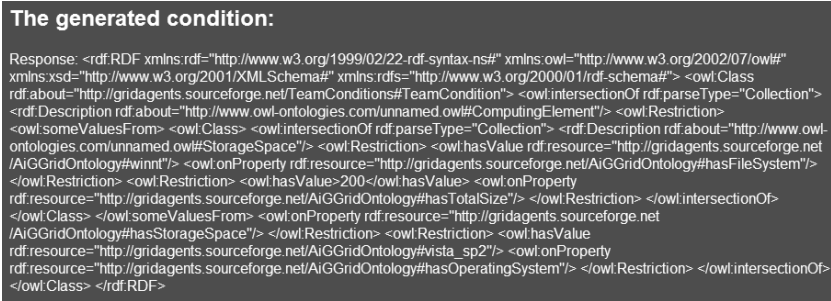 The generated condition:
Response: <rdf:RDF xmlns:rdf="http://www.w3.org/1999/02/22-rdf-syntax-ns#" xmlns:owl="http://www.w3.org/2002/07/owl#"
xmlns:xsd="http://www.w3.org/2001/XMLSchema#" xmlns:rdfs="http://www.w3.org/2000/01/rdf-schema#"> <owl:Class
rdf:about="http://gridagents.sourceforge.net/TeamConditions#TeamCondition"> <owl:intersectionOf rdf:parseType="Collection">
<rdf:Description rdf:about="http://www.owl-ontologies.com/unnamed.owl#ComputingElement"/> <owl:Restriction>
<owl:someValuesFrom> <owl:Class> <owl:intersectionOf rdf:parseType="Collection"> <rdf:Description rdf:about="http://www.owl-
ontologies.com/unnamed.owl#StorageSpace"/> <owl:Restriction> <owl:hasValue rdf:resource="http://gridagents.sourceforge.net
/AiGGridOntology#winnt"/> <owl:onProperty rdf:resource="http://gridagents.sourceforge.net/AiGGridOntology#hasFileSystem"/>
</owl:Restriction> <owl:Restriction> <owl:hasValue>200</owl:hasValue> <owl:onProperty
rdf:resource="http://gridagents.sourceforge.net/AiGGridOntology#hasTotalSize"/> </owl:Restriction> </owl:intersectionOf>
</owl:Class> </owl:someValuesFrom> <owl:onProperty rdf:resource="http://gridagents.sourceforge.net
/AiGGridOntology#hasStorageSpace"/> </owl:Restriction> <owl:Restriction> <owl:hasValue
rdf:resource="http://gridagents.sourceforge.net/AiGGridOntology#vista_sp2"/> <owl:onProperty
rdf:resource="http://gridagents.sourceforge.net/AiGGridOntology#hasOperatingSystem"/> </owl:Restriction> </owl:intersectionOf>
</owl:Class> </rdf:RDF>